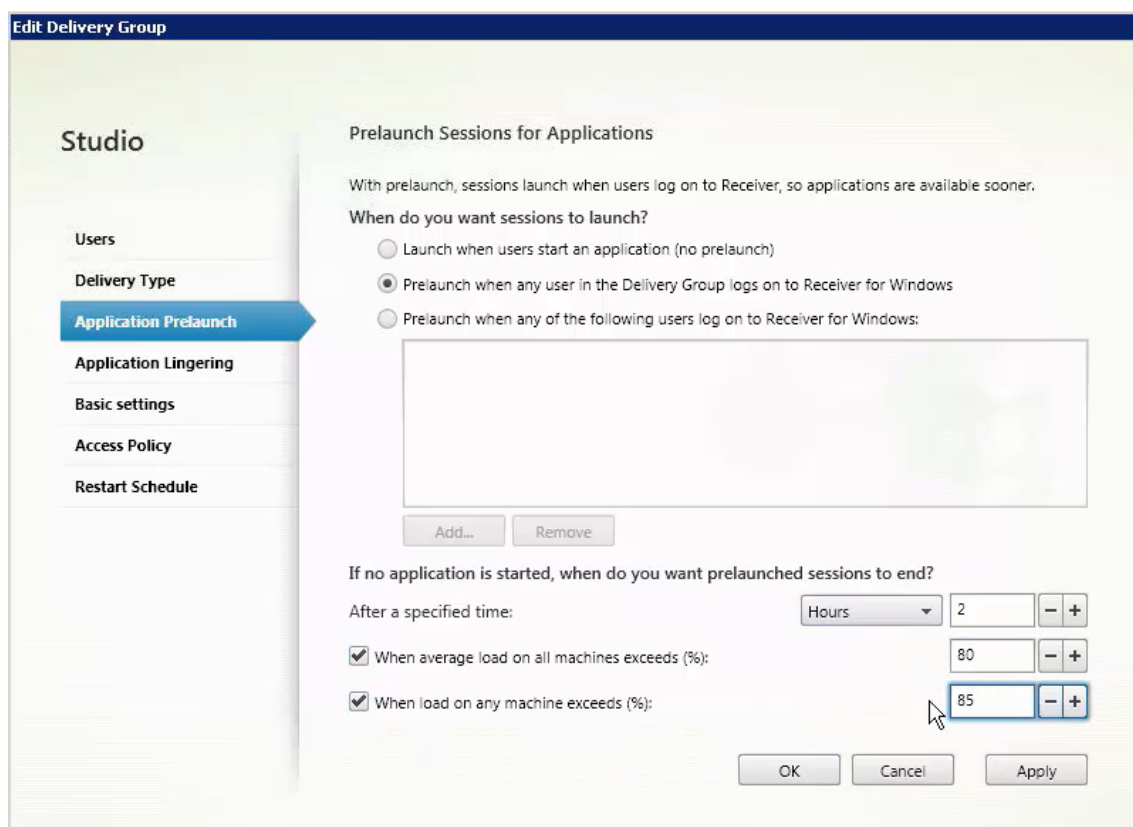 Edit Delivery Group
Studio
Users
Delivery Type
Application Prelaunch
Application Lingering
Basic settings
Access Policy
Restart Schedule
Prelaunch Sessions for Applications
With prelaunch, sessions launch when users log on to Receiver, so applications are available sooner.
When do you want sessions to launch?
Launch when users start an application (no prelaunch)
Prelaunch when any user in the Delivery Group logs on to Receiver for Windows
Prelaunch when any of the following users log on to Receiver for Windows:
Add... Remove
If no application is started, when do you want prelaunched sessions to end?
After a specified time: Hours 2 − +
When average load on all machines exceeds (%): 80 − +
When load on any machine exceeds (%): 85 − +
OK Cancel Apply